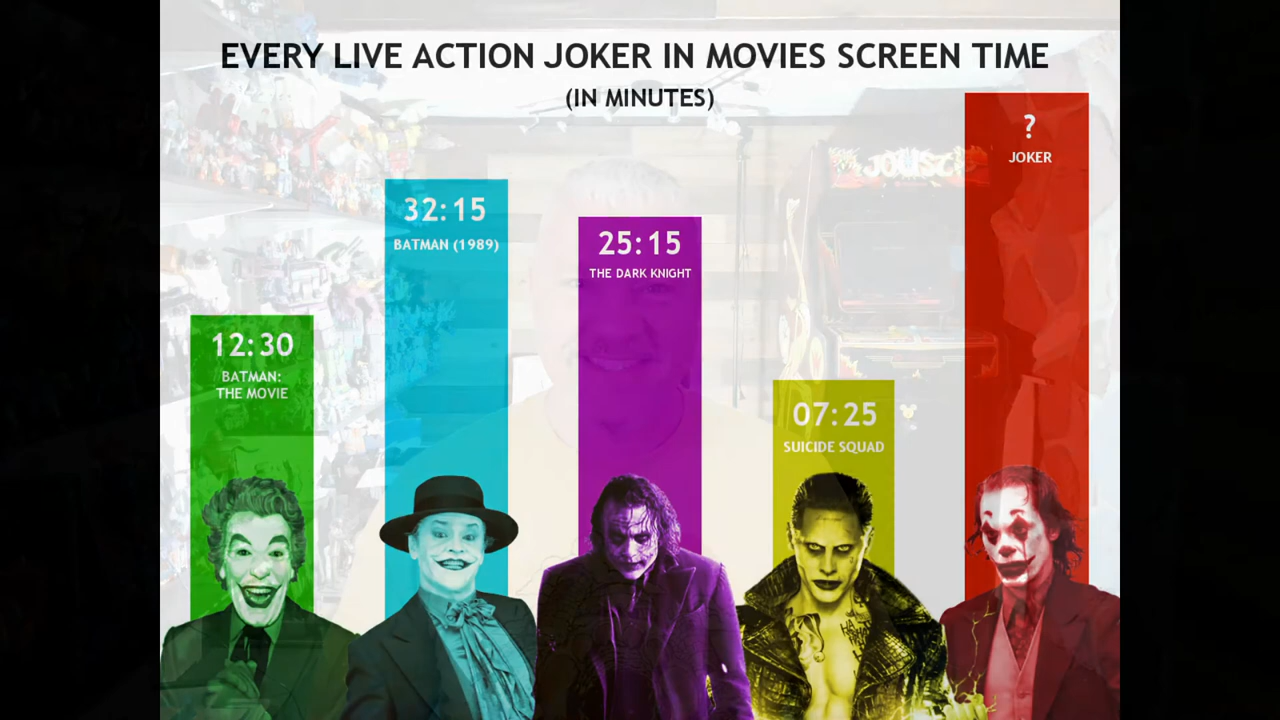 EVERY LIVE ACTION JOKER IN MOVIES SCREEN TIME
(IN MINUTES)
?
JOKER
JOUST
32:15
BATMAN (1989)
25:15
THE DARK KNIGHT
12:30
BATMAN:
THE MOVIE
07:25
SUICIDE SQUAD